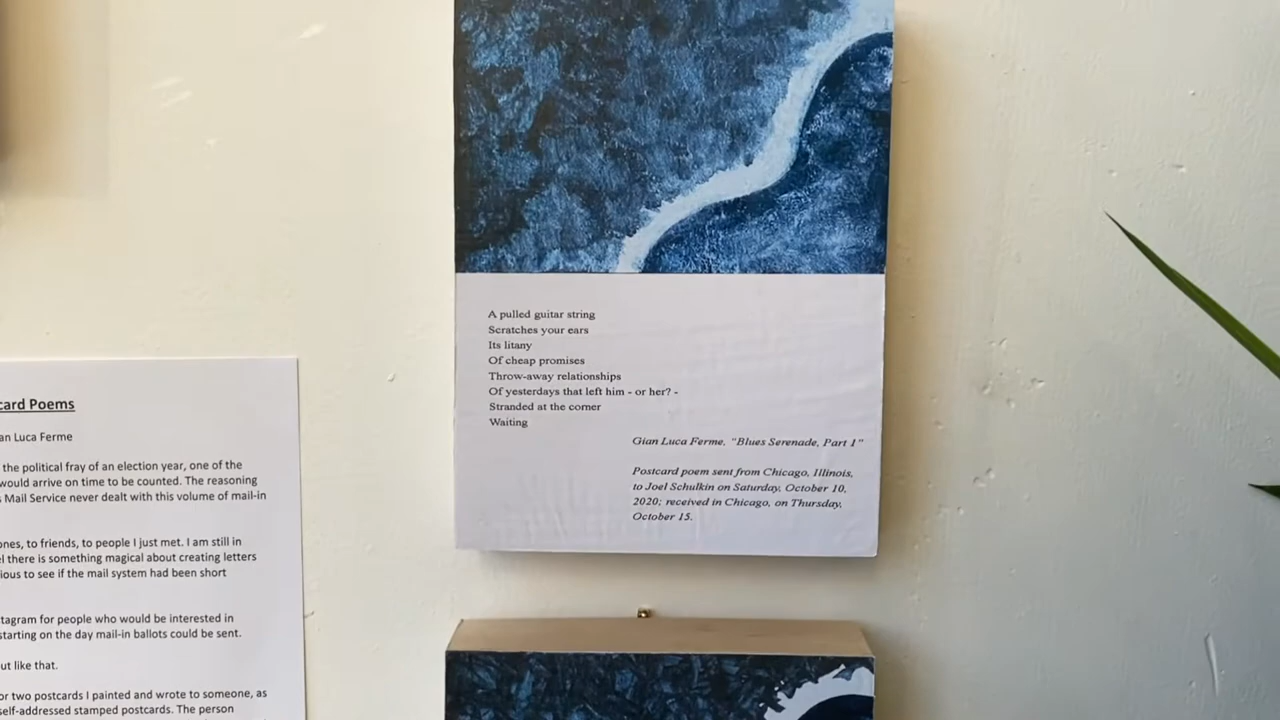 card Poems
an Luca Ferme
the political fray of an election year, one of the
would arrive on time to be counted. The reasoning
Mail Service never dealt with this volume of mail-in
ones, to friends, to people I just met. I am still in
l there is something magical about creating letters
ious to see if the mail system had been short
tagram for people who would be interested in
starting on the day mail-in ballots could be sent.
ut like that.
or two postcards I painted and wrote to someone, as
self-addressed stamped postcards. The person
A pulled guitar string
Scratches your ears
Its litany
Of cheap promises
Throw-away relationships
Of yesterdays that left him - or her? -
Stranded at the corner
Waiting
Gian Luca Ferme, "Blues Serenade, Part 1"
Postcard poem sent from Chicago, Illinois,
to Joel Schulkin on Saturday, October 10,
2020; received in Chicago, on Thursday,
October 15.